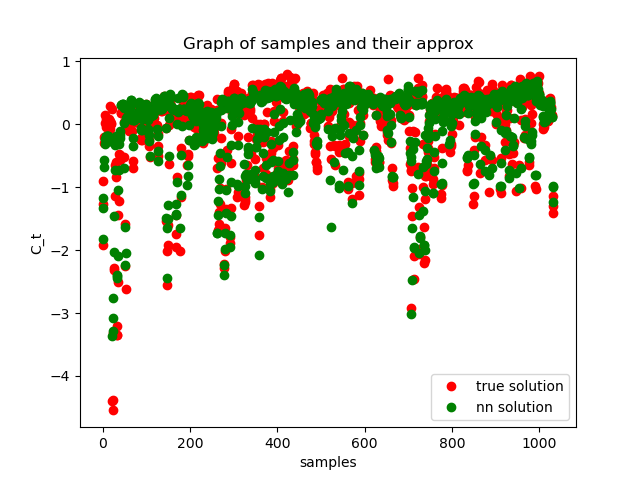 Graph of samples and their approx
1
0
−1
−2
−3
−4
C_t
0 200 400 600 800 1000
samples
true solution
nn solution